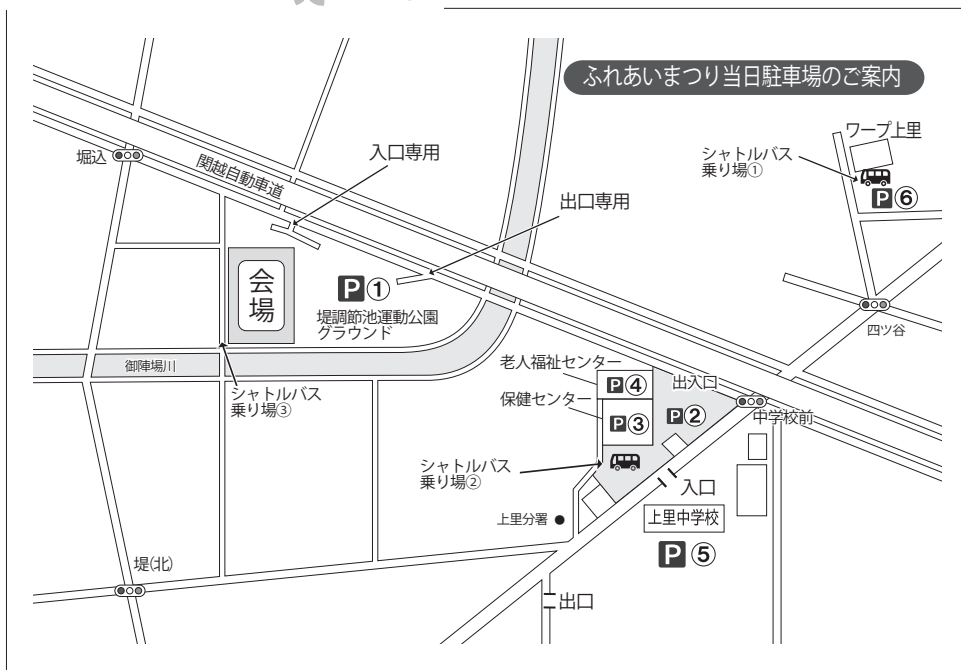 ふれあいまつり当日駐車場のご案内
ワープ上里
シャトルバス
乗り場①
P⑥
堀込
関越自動車道
入口専用
出口専用
会場
P①
堤調節池運動公園
グラウンド
四ツ谷
御陣場川
シャトルバス
乗り場③
老人福祉センター
P④
出入口
保健センター
P③
P②
中学校前
シャトルバス
乗り場②
入口
上里分署
上里中学校
P⑤
堤(北)
出口